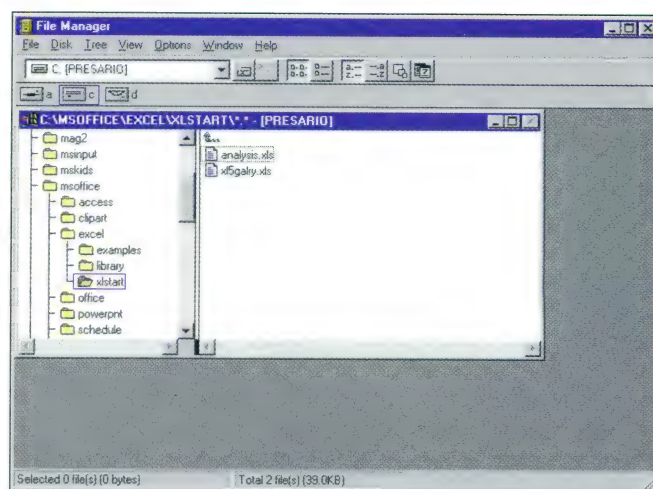 File Manager
File Disk Tree View Options Window Help
C: [PRESARIO]
a c d
C:\MSOFFICE\EXCEL\XLSTART\*.* - [PRESARIO]
mag2
msinput
mskids
msoffice
access
clipart
excel
examples
library
xlstart
office
powerpnt
schedule
..
analysis.xls
xl5galry.xls
Selected 0 file(s) (0 bytes) Total 2 file(s) (39.0KB)